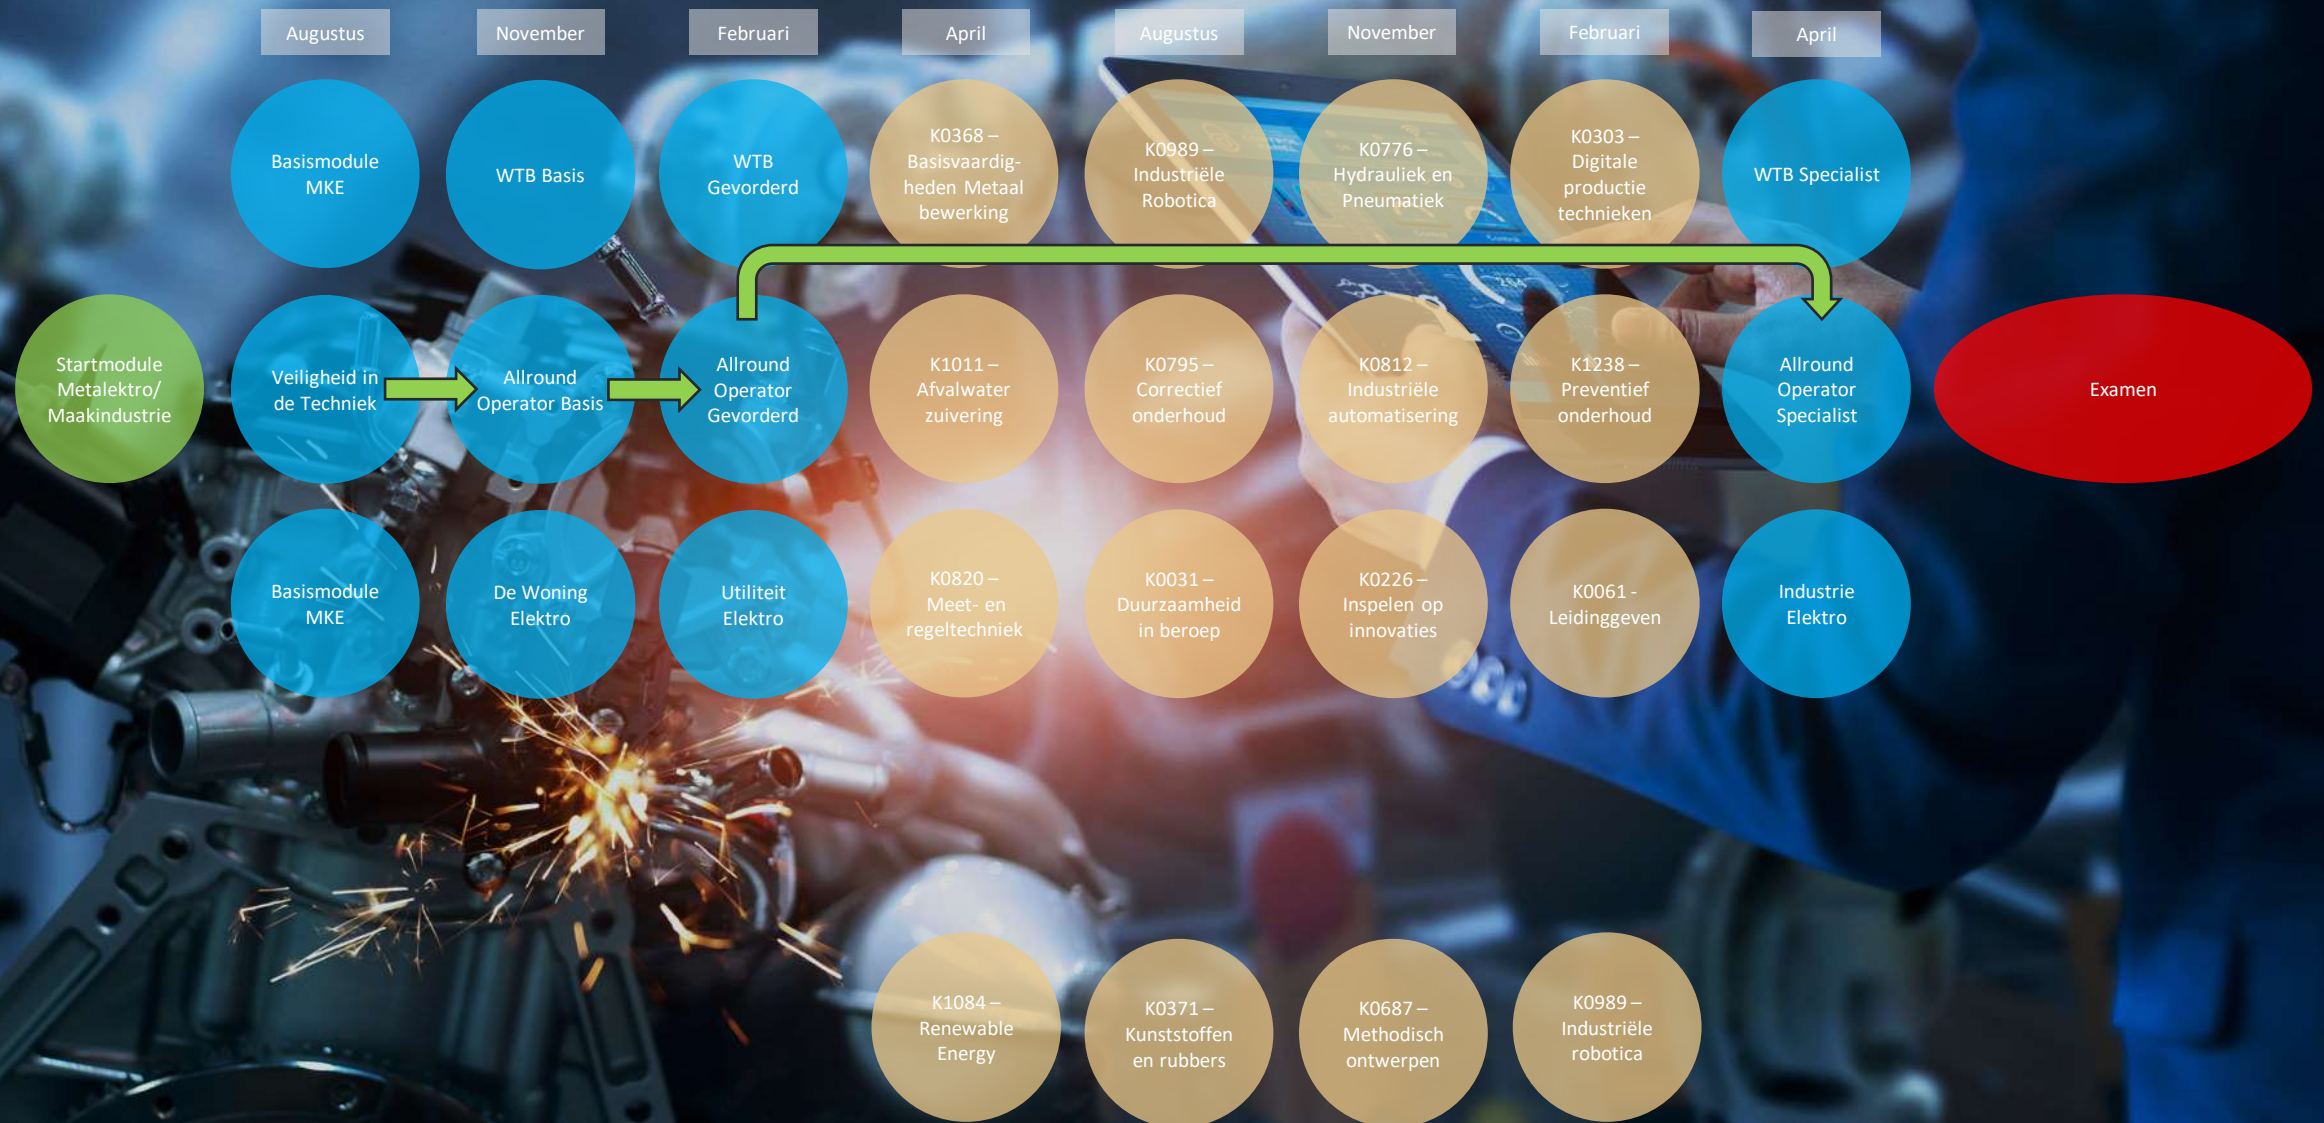 Augustus
November
Februari
April
Augustus
November
Februari
April
Basismodule
MKE
WTB Basis
WTB
Gevorderd
K0368 –
Basisvaardig-
heden Metaal
bewerking
K0989 –
Industriële
Robotica
K0776 –
Hydrauliek en
Pneumatiek
K0303 –
Digitale
productie
technieken
WTB Specialist
Startmodule
Metalektro/
Maakindustrie
Veiligheid in
de Techniek
Allround
Operator Basis
Allround
Operator
Gevorderd
K1011 –
Afvalwater
zuivering
K0795 –
Correctief
onderhoud
K0812 –
Industriële
automatisering
K1238 –
Preventief
onderhoud
Allround
Operator
Specialist
Examen
Basismodule
MKE
De Woning
Elektro
Utiliteit
Elektro
K0820 –
Meet- en
regeltechniek
K0031 –
Duurzaamheid
in beroep
K0226 –
Inspelen op
innovaties
K0061 -
Leidinggeven
Industrie
Elektro
K1084 –
Renewable
Energy
K0371 –
Kunststoffen
en rubbers
K0687 –
Methodisch
ontwerpen
K0989 –
Industriële
robotica